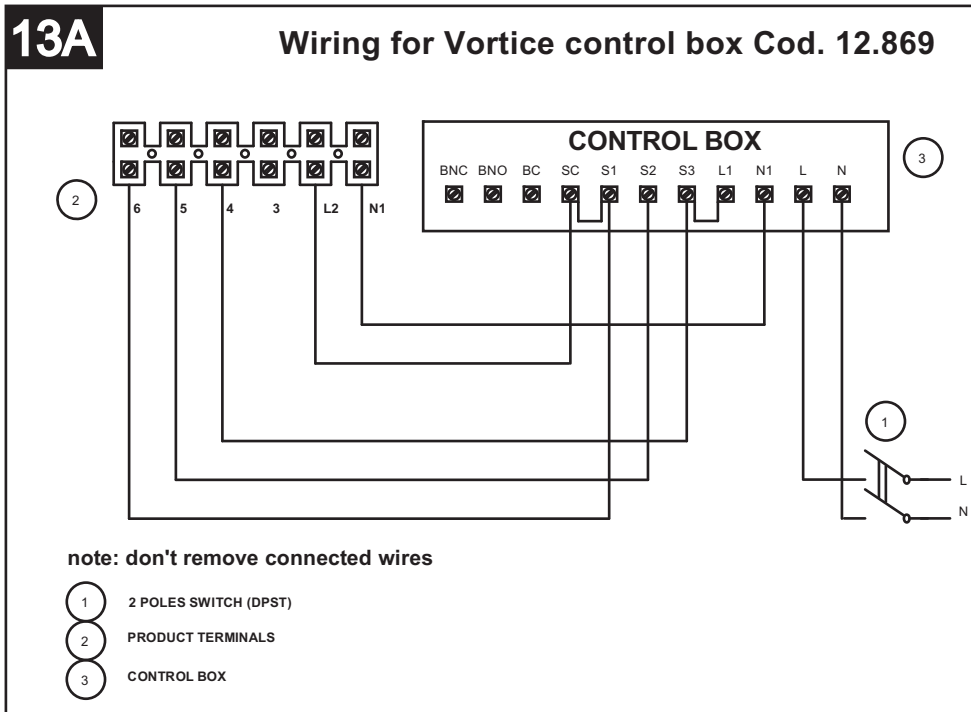 13A
Wiring for Vortice control box Cod. 12.869
CONTROL BOX
BNC BNO BC SC S1 S2 S3 L1 N1 L N
3
2
6 5 4 3 L2 N1
1
L
N
note: don't remove connected wires
1 2 POLES SWITCH (DPST)
2 PRODUCT TERMINALS
3 CONTROL BOX